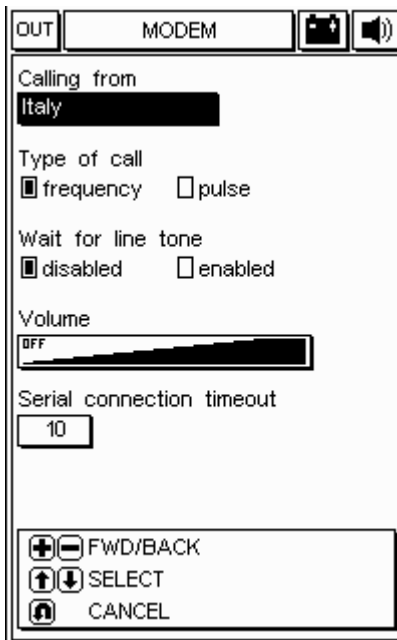 OUT MODEM
Calling from
Italy
Type of call
frequency pulse
Wait for line tone
disabled enabled
Volume
OFF
Serial connection timeout
10
FWD/BACK
SELECT
CANCEL